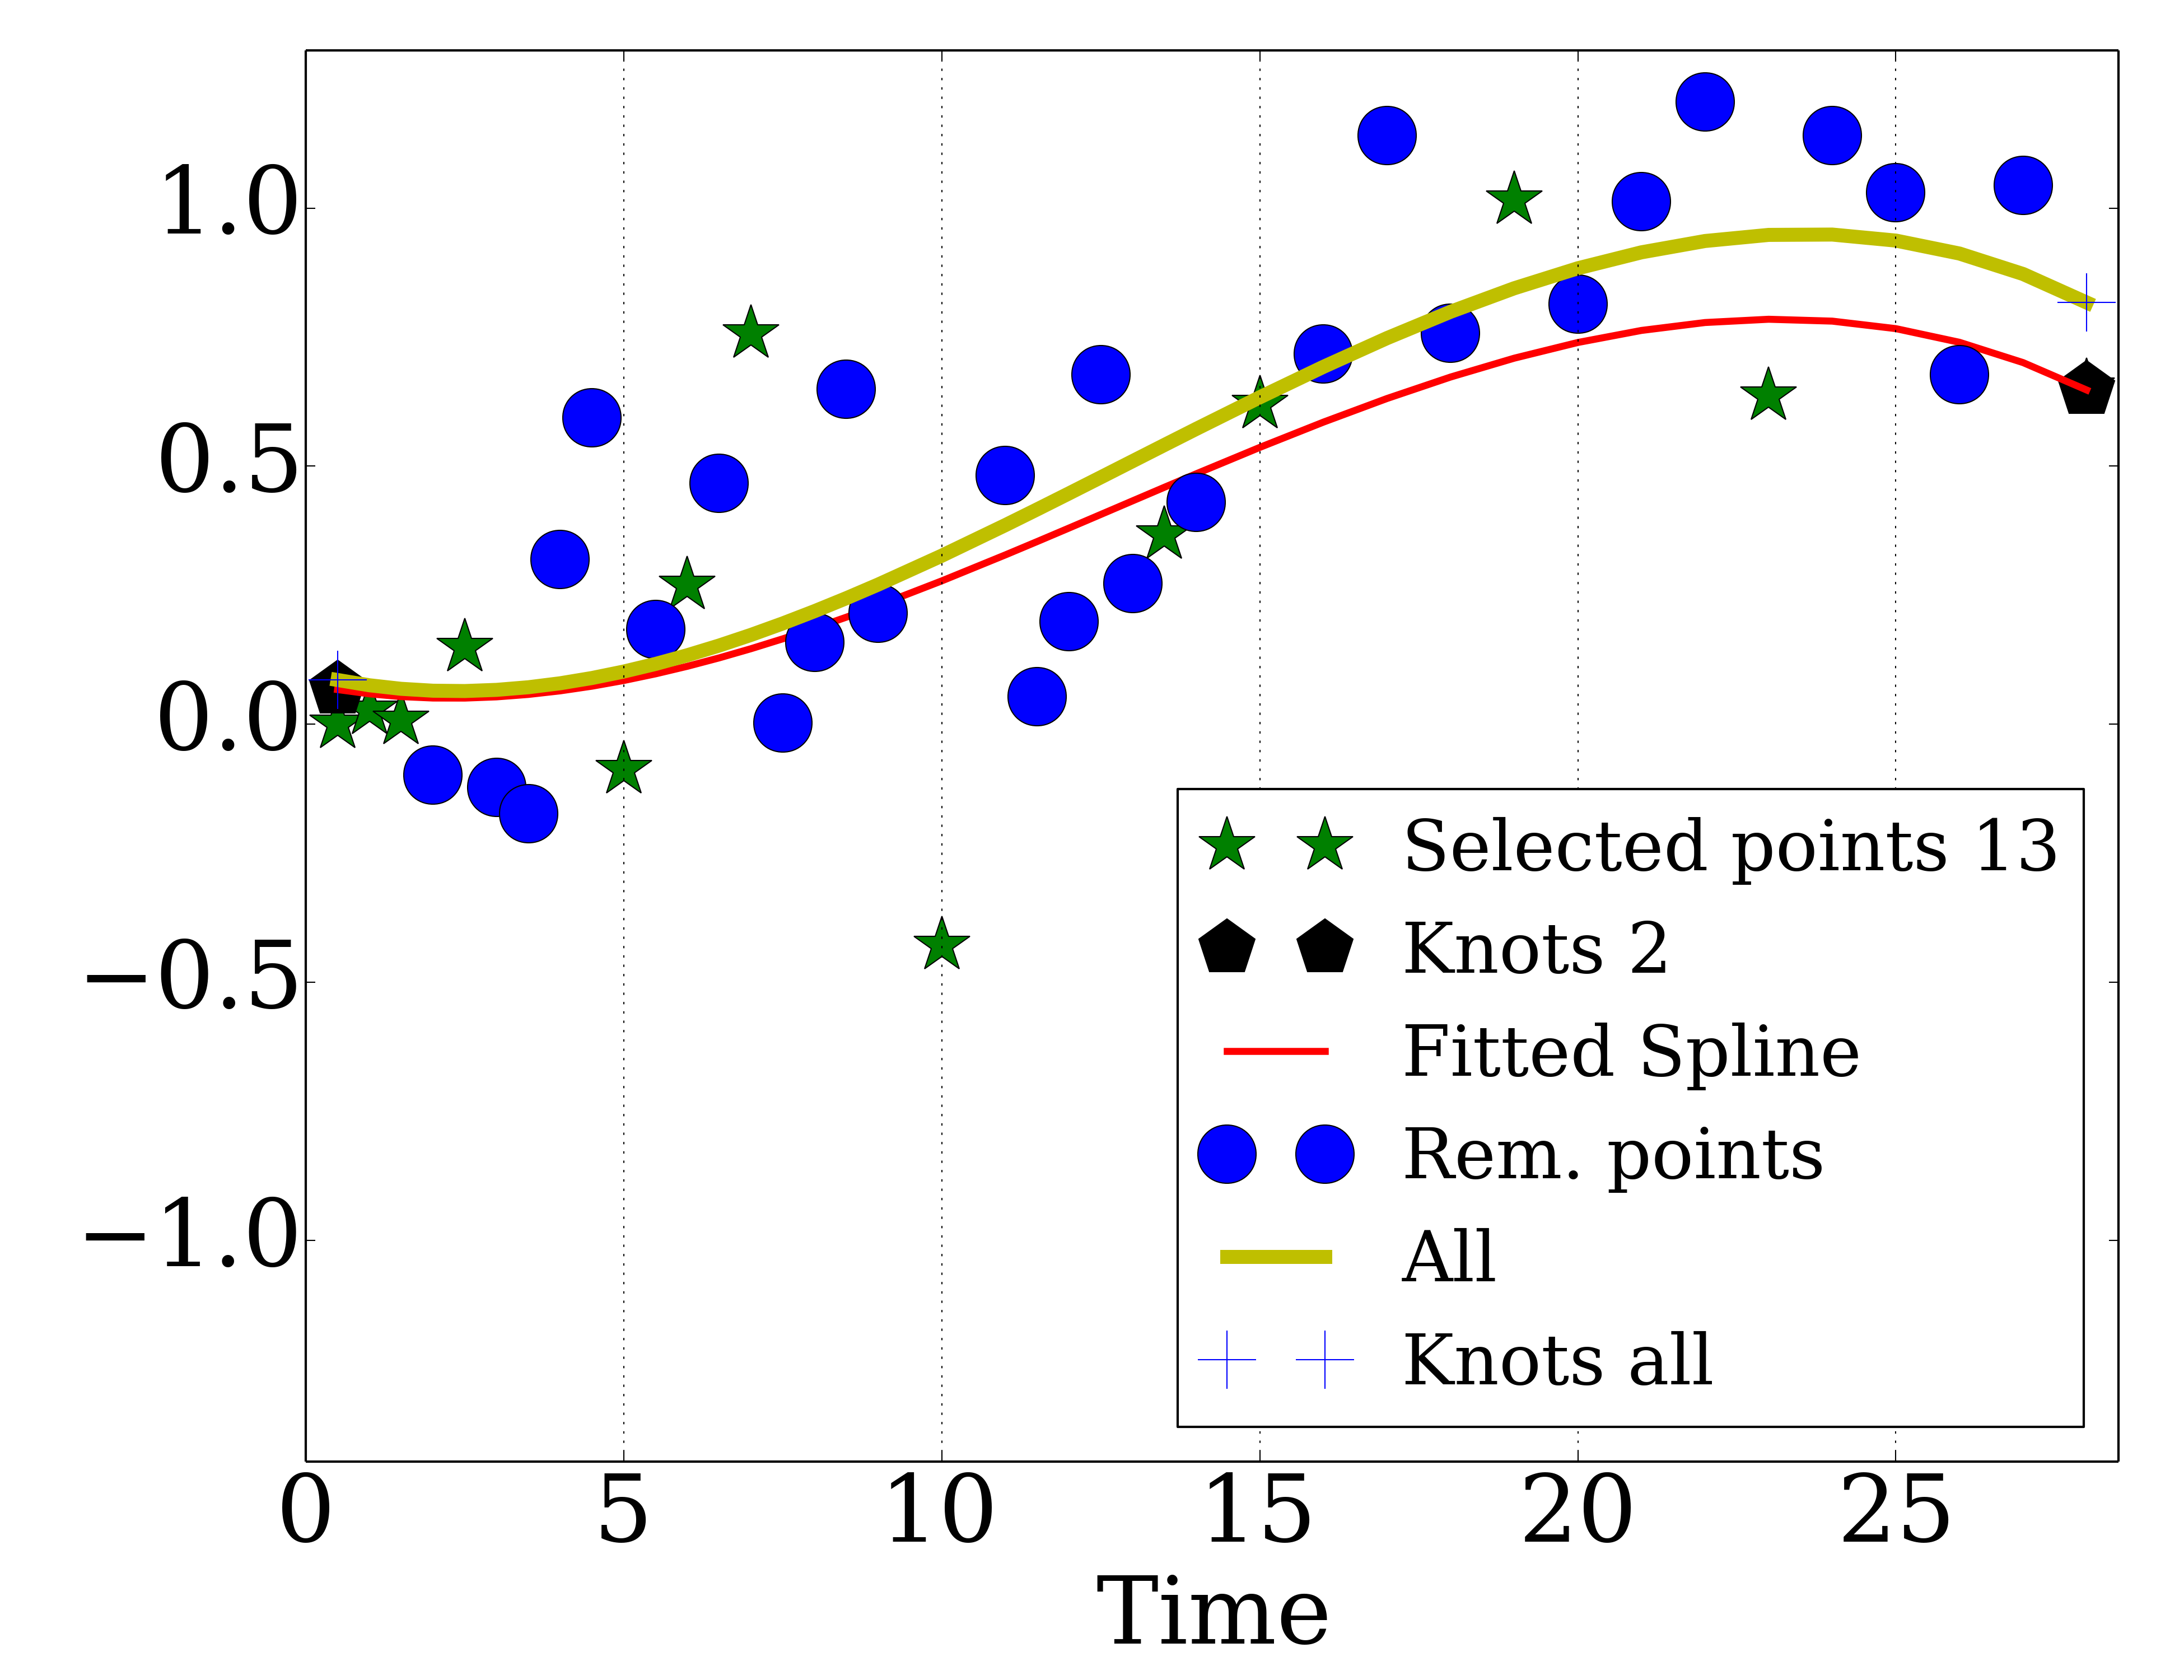 1.0
0.5
0.0
−0.5
−1.0
Selected points 13
Knots 2
Fitted Spline
Rem. points
All
Knots all
0 5 10 15 20 25
Time